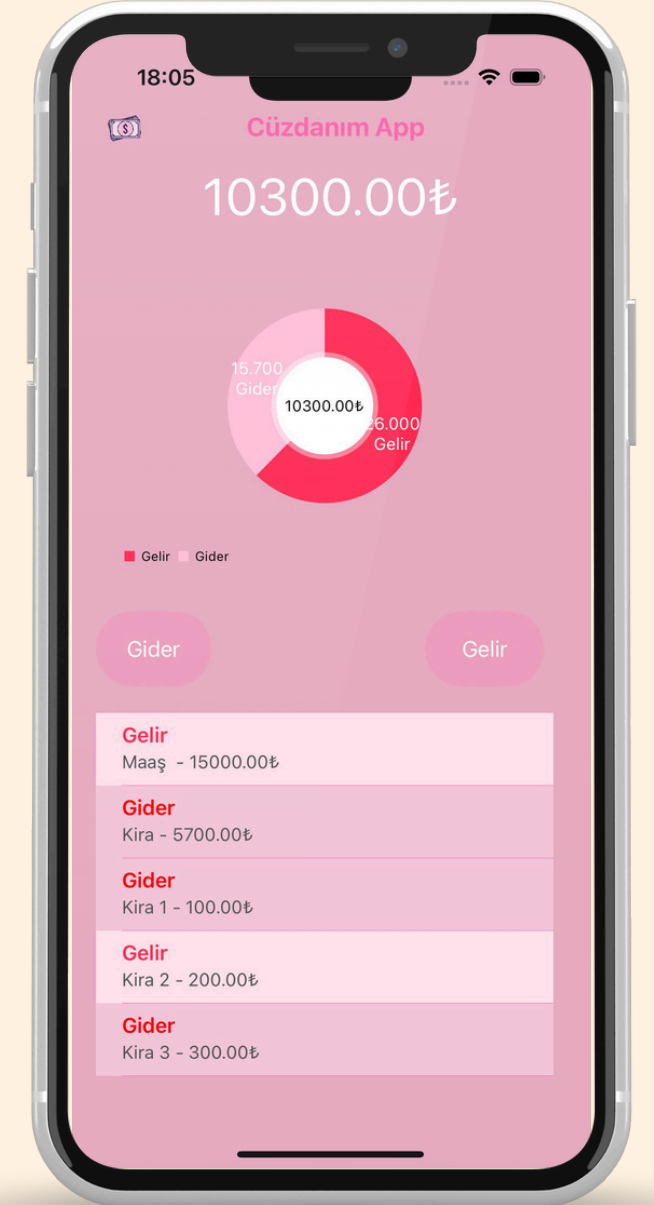 18:05
Cüzdanım App
10300.00₺
15.700
Gider
10300.00₺
26.000
Gelir
Gelir Gider
Gider
Gelir
Gelir
Maaş - 15000.00₺
Gider
Kira - 5700.00₺
Gider
Kira 1 - 100.00₺
Gelir
Kira 2 - 200.00₺
Gider
Kira 3 - 300.00₺